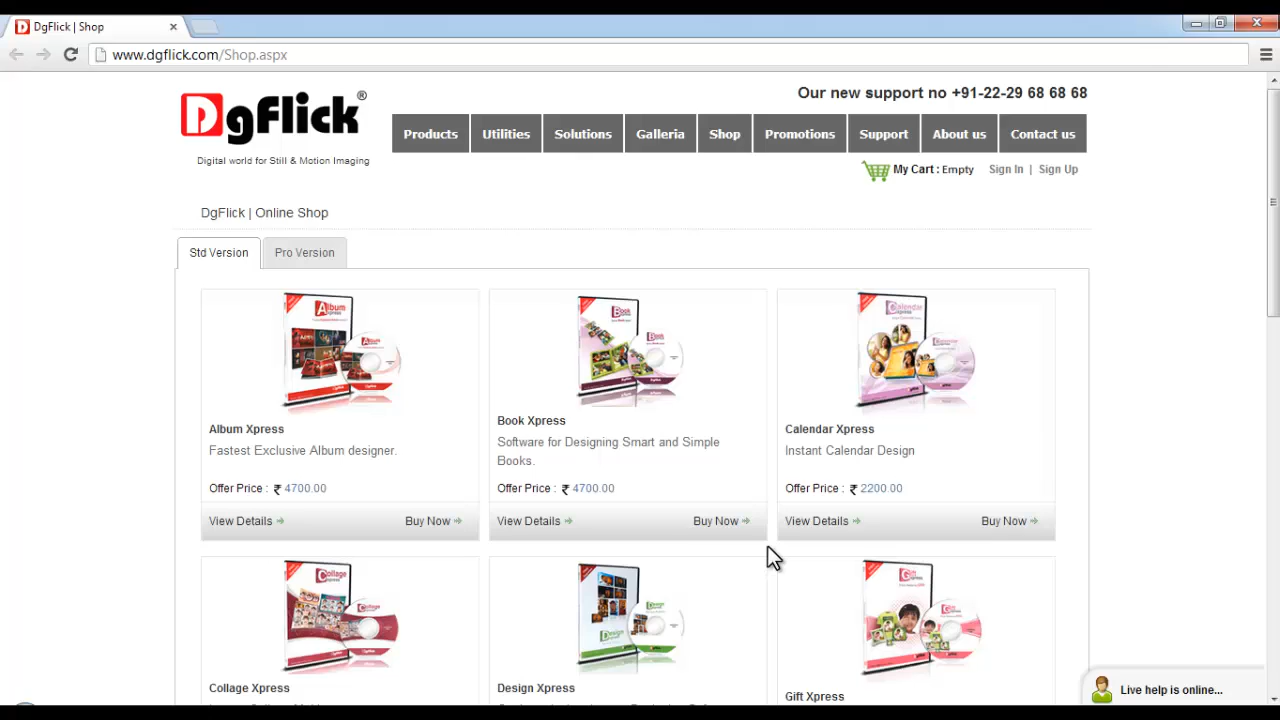 DgFlick | Shop
www.dgflick.com/Shop.aspx
DgFlick®
Digital world for Still & Motion Imaging
Our new support no +91-22-29 68 68 68
Products Utilities Solutions Galleria Shop Promotions Support About us Contact us
My Cart : Empty Sign In | Sign Up
DgFlick | Online Shop
Std Version Pro Version
Album Xpress
Fastest Exclusive Album designer.
Offer Price : ₹ 4700.00
View Details Buy Now
Book Xpress
Software for Designing Smart and Simple
Books.
Offer Price : ₹ 4700.00
View Details Buy Now
Calendar Xpress
Instant Calendar Design
Offer Price : ₹ 2200.00
View Details Buy Now
Collage Xpress
Design Xpress
Gift Xpress
Live help is online...